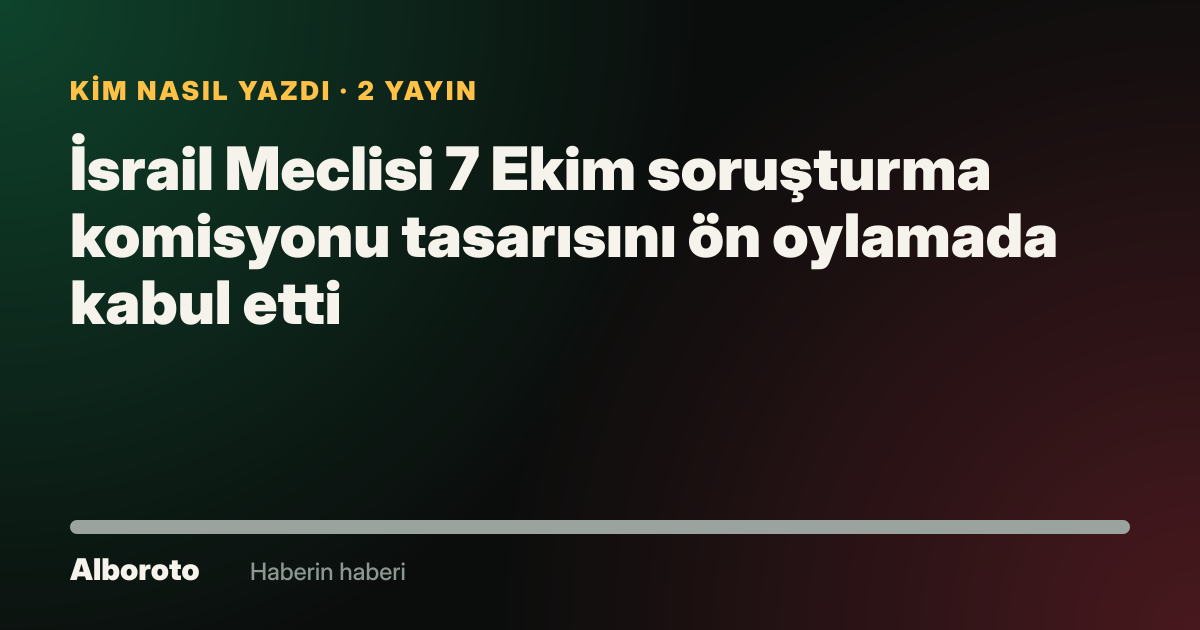 KİM NASIL YAZDI · 2 YAYIN
İsrail Meclisi 7 Ekim soruşturma
komisyonu tasarısını ön oylamada
kabul etti
Alboroto
Haberin haberi